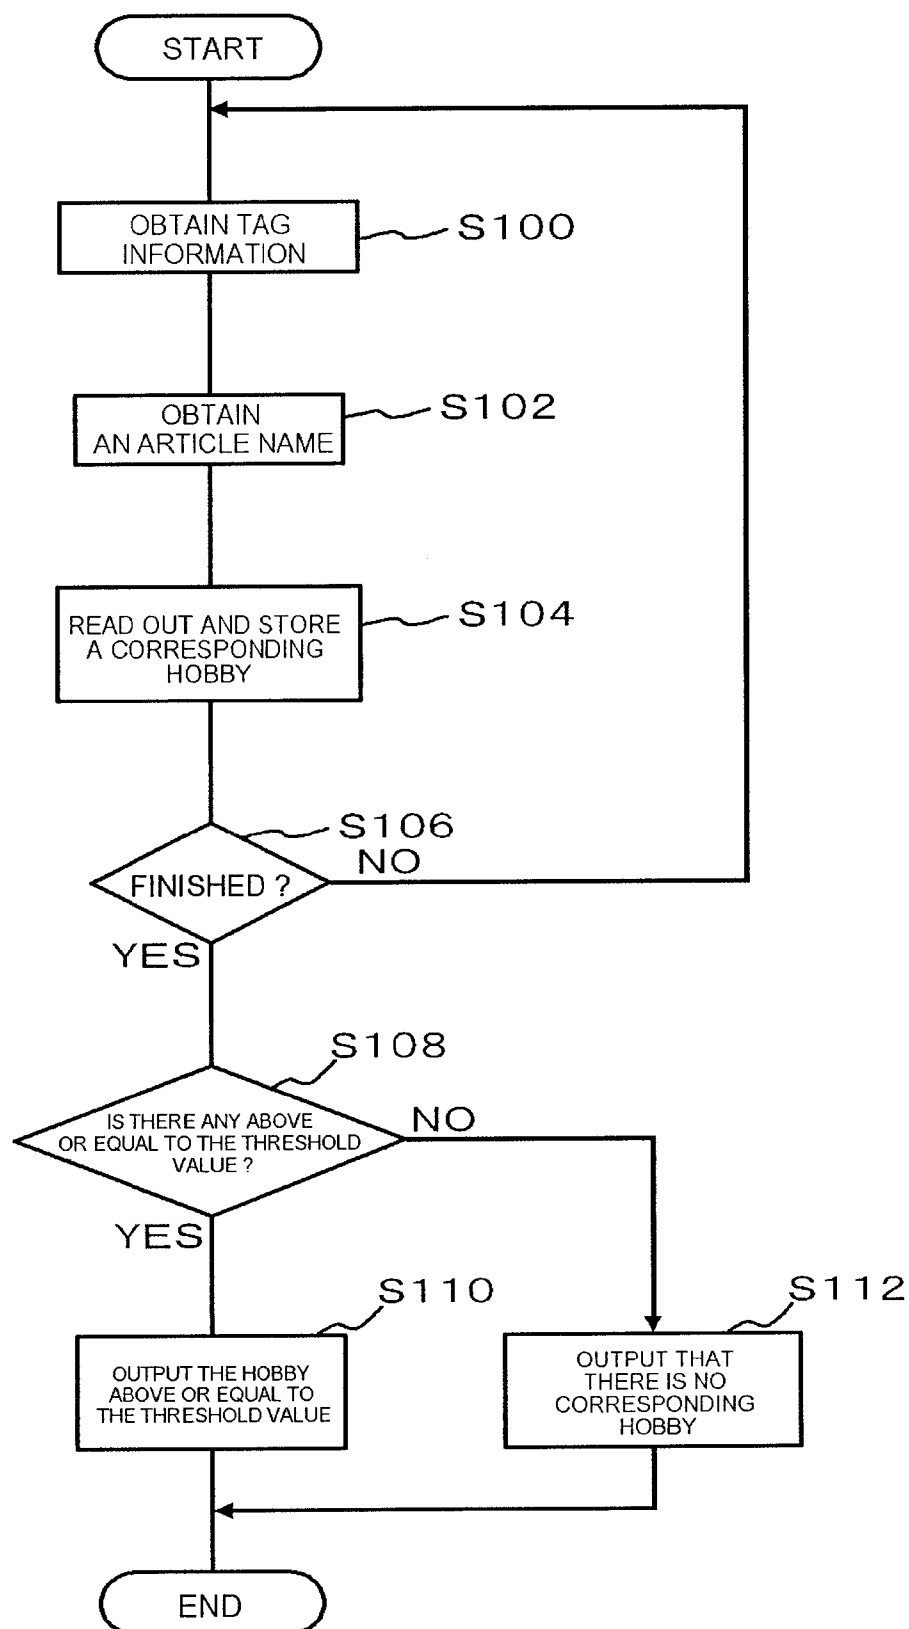 START
OBTAIN TAG
INFORMATION
S100
OBTAIN
AN ARTICLE NAME
S102
READ OUT AND STORE
A CORRESPONDING
HOBBY
S104
S106
FINISHED ?
NO
YES
S108
IS THERE ANY ABOVE
OR EQUAL TO THE THRESHOLD
VALUE ?
NO
YES
S110
OUTPUT THE HOBBY
ABOVE OR EQUAL TO
THE THRESHOLD VALUE
S112
OUTPUT THAT
THERE IS NO
CORRESPONDING
HOBBY
END